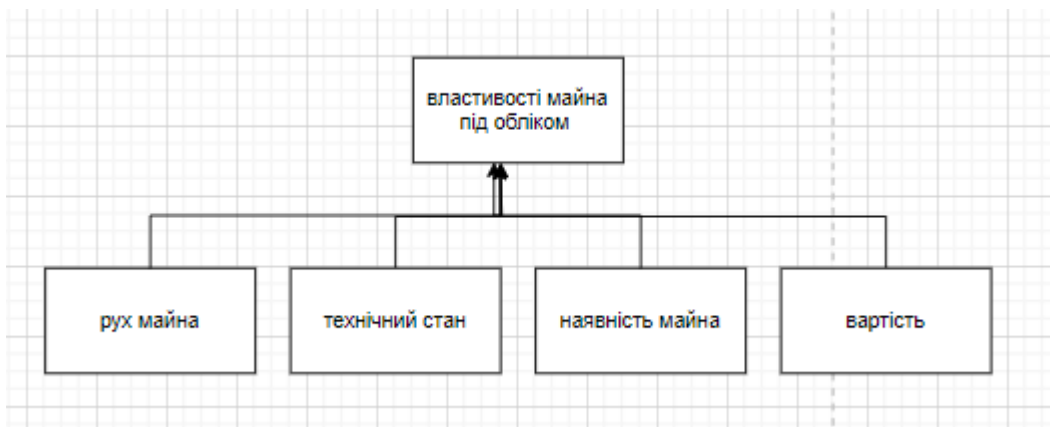 властивості майна
під обліком
рух майна
технічний стан
наявність майна
вартість